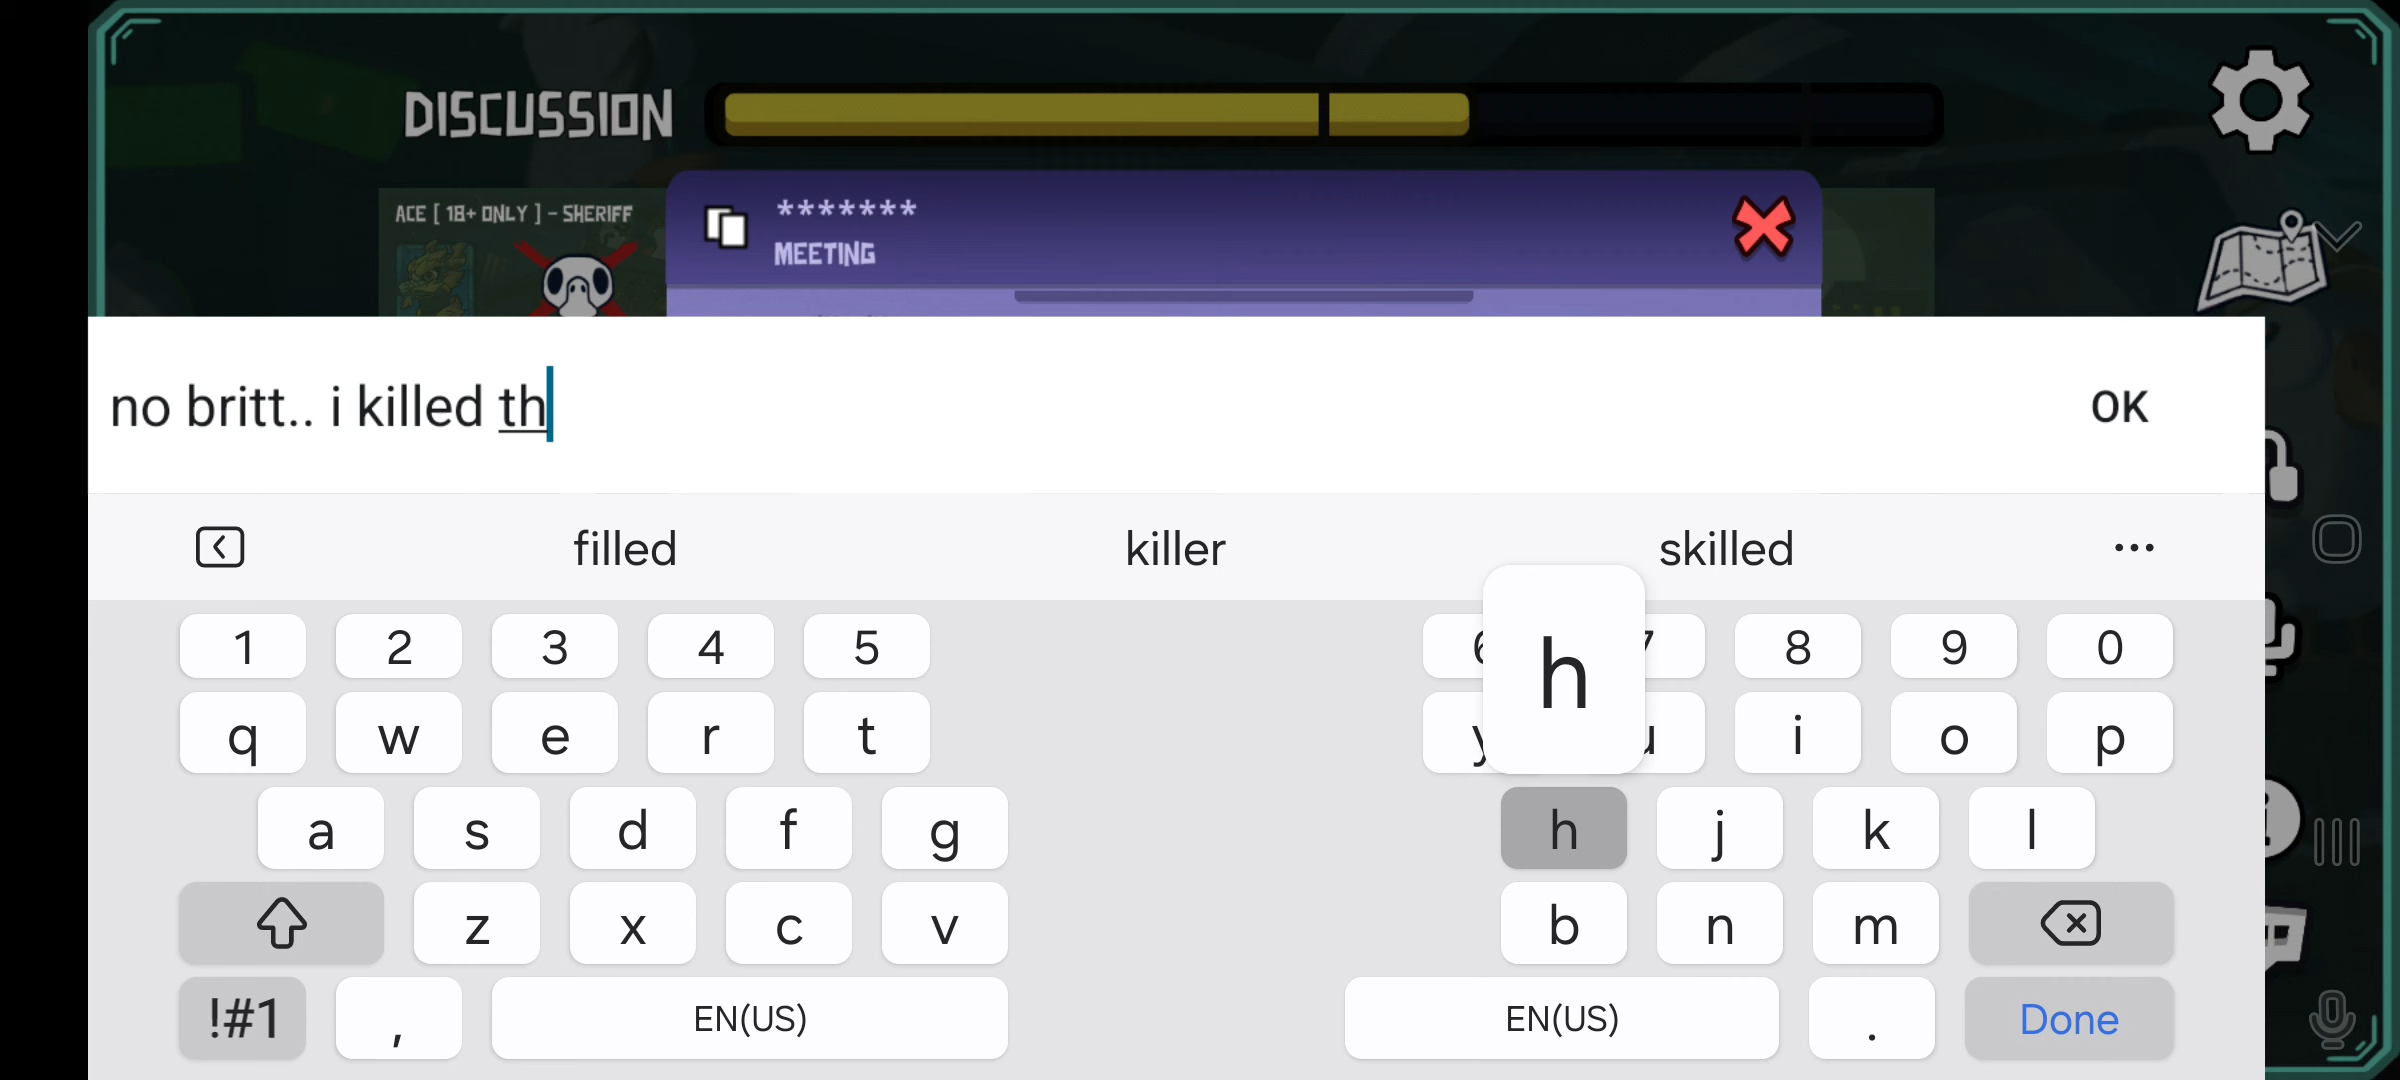 DISCUSSION
ACE [ 18+ ONLY ] - SHERIFF
*******
MEETING
no britt.. i killed th
OK
filled killer skilled ...
1 2 3 4 5 8 9 0
q w e r t i o p
h
a s d f g h j k l
z x c v b n m
!#1 , EN(US) EN(US) . Done